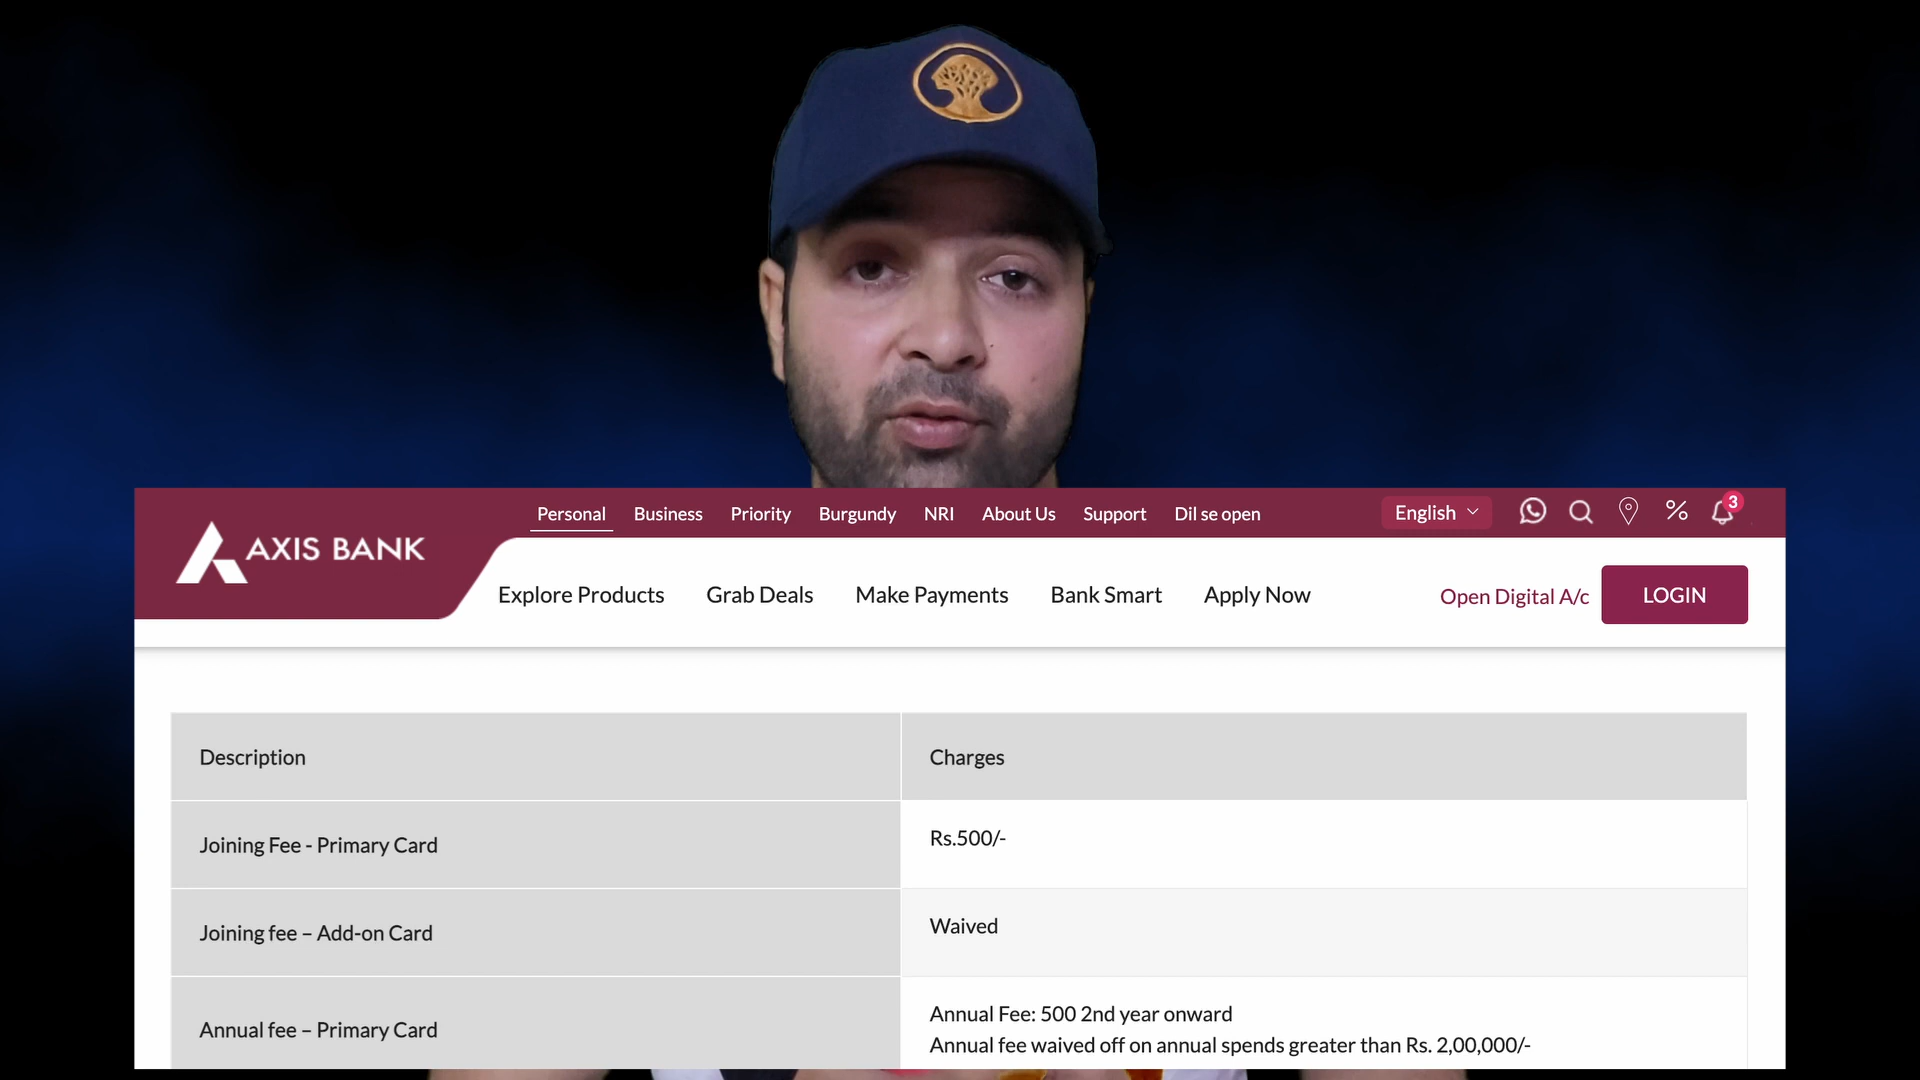 Personal Business Priority Burgundy NRI About Us Support Dil se open English 3
AXIS BANK
Explore Products Grab Deals Make Payments Bank Smart Apply Now Open Digital A/c LOGIN
Description Charges
Joining Fee - Primary Card Rs.500/-
Joining fee – Add-on Card Waived
Annual fee – Primary Card
Annual Fee: 500 2nd year onward
Annual fee waived off on annual spends greater than Rs. 2,00,000/-